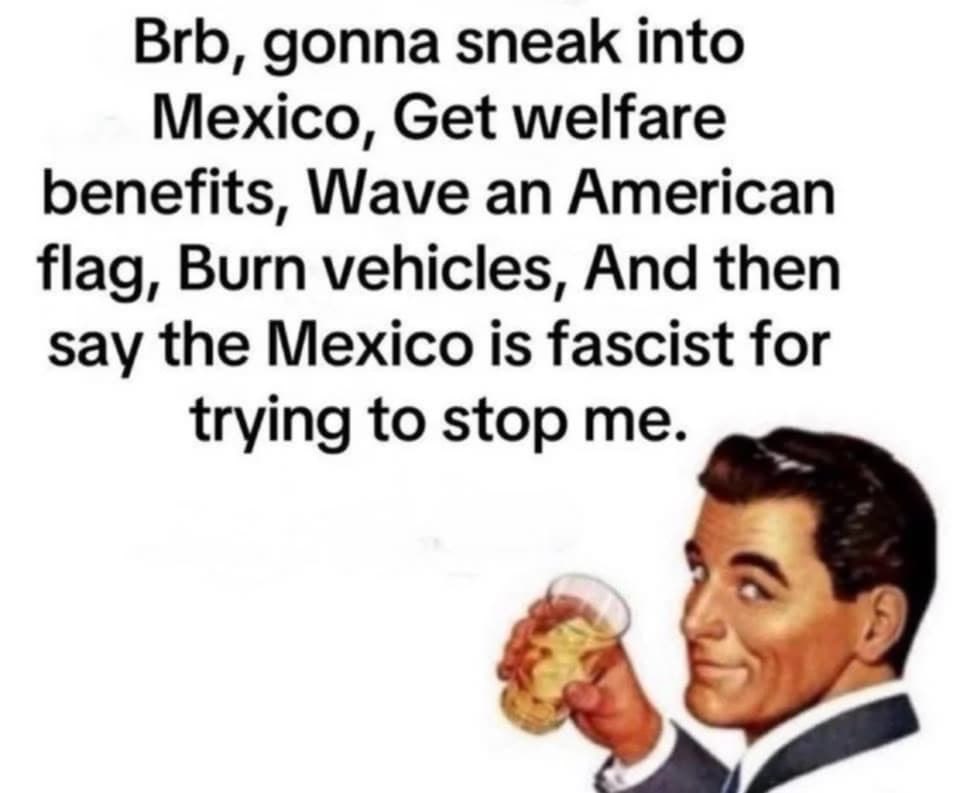 Brb, gonna sneak into
Mexico, Get welfare
benefits, Wave an American
flag, Burn vehicles, And then
say the Mexico is fascist for
trying to stop me.